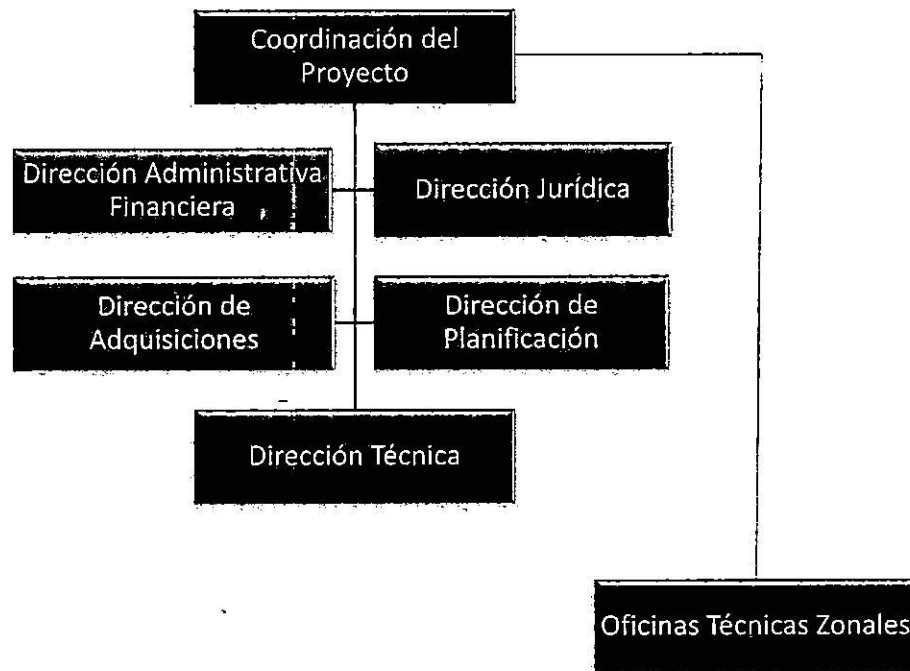 Coordinación del
Proyecto
Dirección Administrativa
Financiera
Dirección Jurídica
Dirección de
Adquisiciones
Dirección de
Planificación
Dirección Técnica
Oficinas Técnicas Zonales